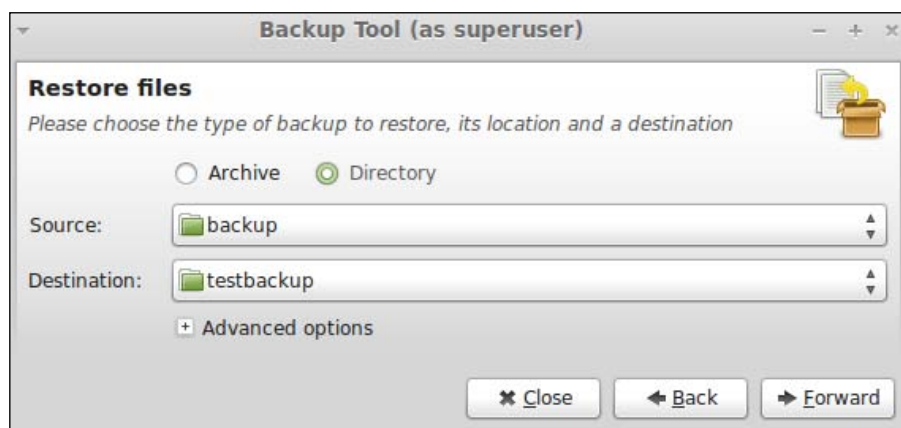 Backup Tool (as superuser)
Restore files
Please choose the type of backup to restore, its location and a destination
Archive Directory
Source: backup
Destination: testbackup
Advanced options
Close Back Forward